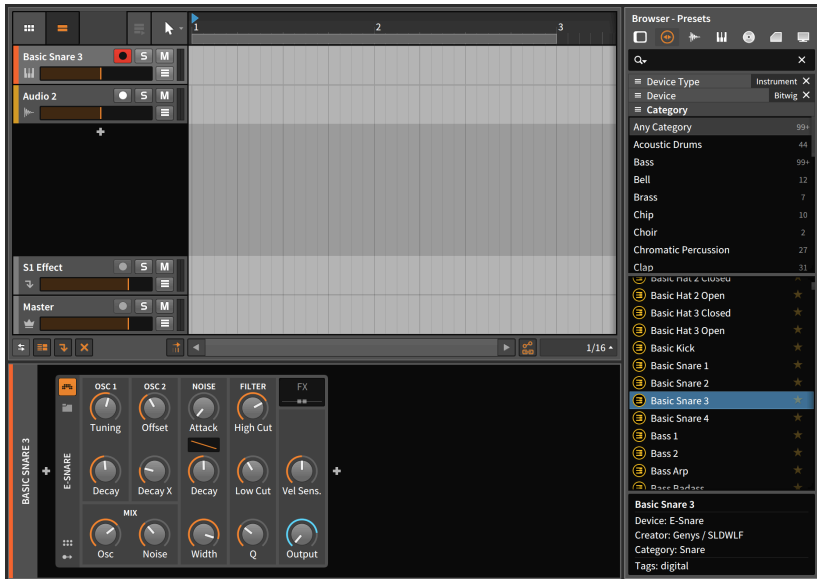 1
2
3
Basic Snare 3
S
M
Audio 2
S
M
S1 Effect
S
M
Master
S
M
1/16
BASIC SNARE 3
E-SNARE
OSC 1
OSC 2
NOISE
FILTER
FX
Tuning
Offset
Attack
High Cut
Decay
Decay X
Decay
Low Cut
Vel Sens.
MIX
Osc
Noise
Width
Q
Output
Browser - Presets
Device Type Instrument
Device Bitwig
Category
Any Category 99+
Acoustic Drums 44
Bass 99+
Bell 12
Brass 7
Chip 10
Choir 2
Chromatic Percussion 27
Clap 31
Basic Hat 2 Closed
Basic Hat 2 Open
Basic Hat 3 Closed
Basic Hat 3 Open
Basic Kick
Basic Snare 1
Basic Snare 2
Basic Snare 3
Basic Snare 4
Bass 1
Bass 2
Bass Arp
Bass Badass
Basic Snare 3
Device: E-Snare
Creator: Genys / SLDWLF
Category: Snare
Tags: digital